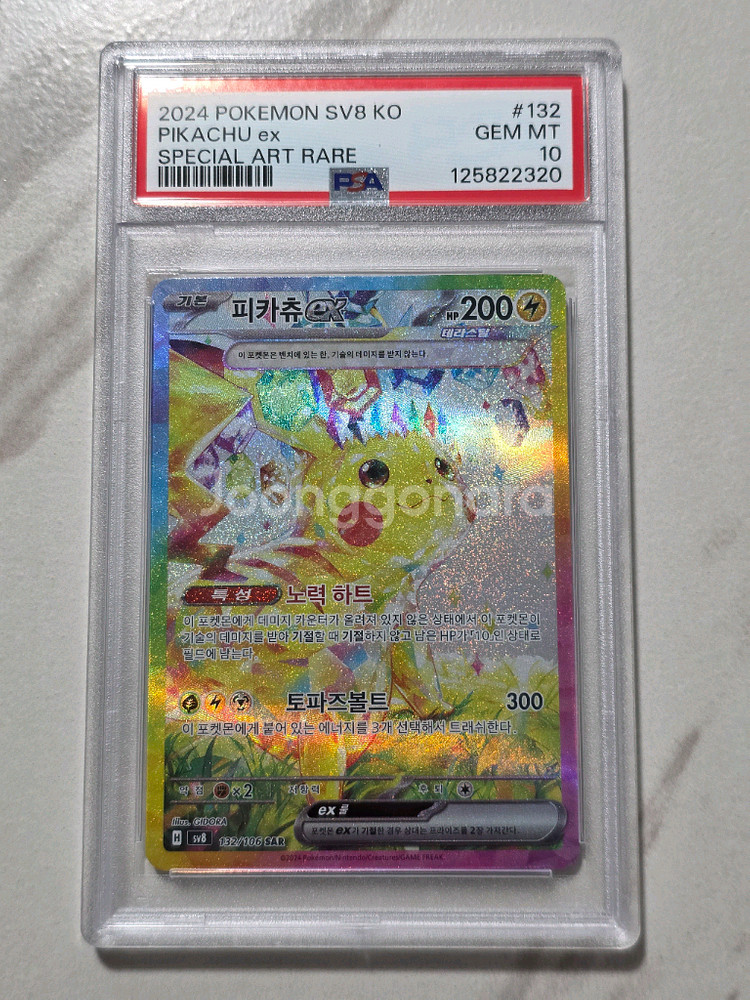 2024 POKEMON SV8 KO #132
PIKACHU ex GEM MT
SPECIAL ART RARE 10
PSA 125822320
기본 피카츄ex HP 200
테라스탈
이 포켓몬은 벤치에 있는 한, 기술의 데미지를 받지 않는다.
Joonggonara
특성 노력 하트
이 포켓몬에게 데미지 카운터가 올려져 있지 않은 상태에서 이 포켓몬이
기술의 데미지를 받아 기절할 때 기절하지 않고 남은 HP가 「10」인 상태로
필드에 남는다.
토파즈볼트 300
이 포켓몬에게 붙어 있는 에너지를 3개 선택해서 트래쉬한다.
약점 ×2 저항력 후퇴
ex 룰
포켓몬 ex가 기절한 경우 상대는 프라이즈를 2장 가져간다.
Illus. GIDORA
H sv8 132/106 SAR
©2024 Pokémon/Nintendo/Creatures/GAME FREAK